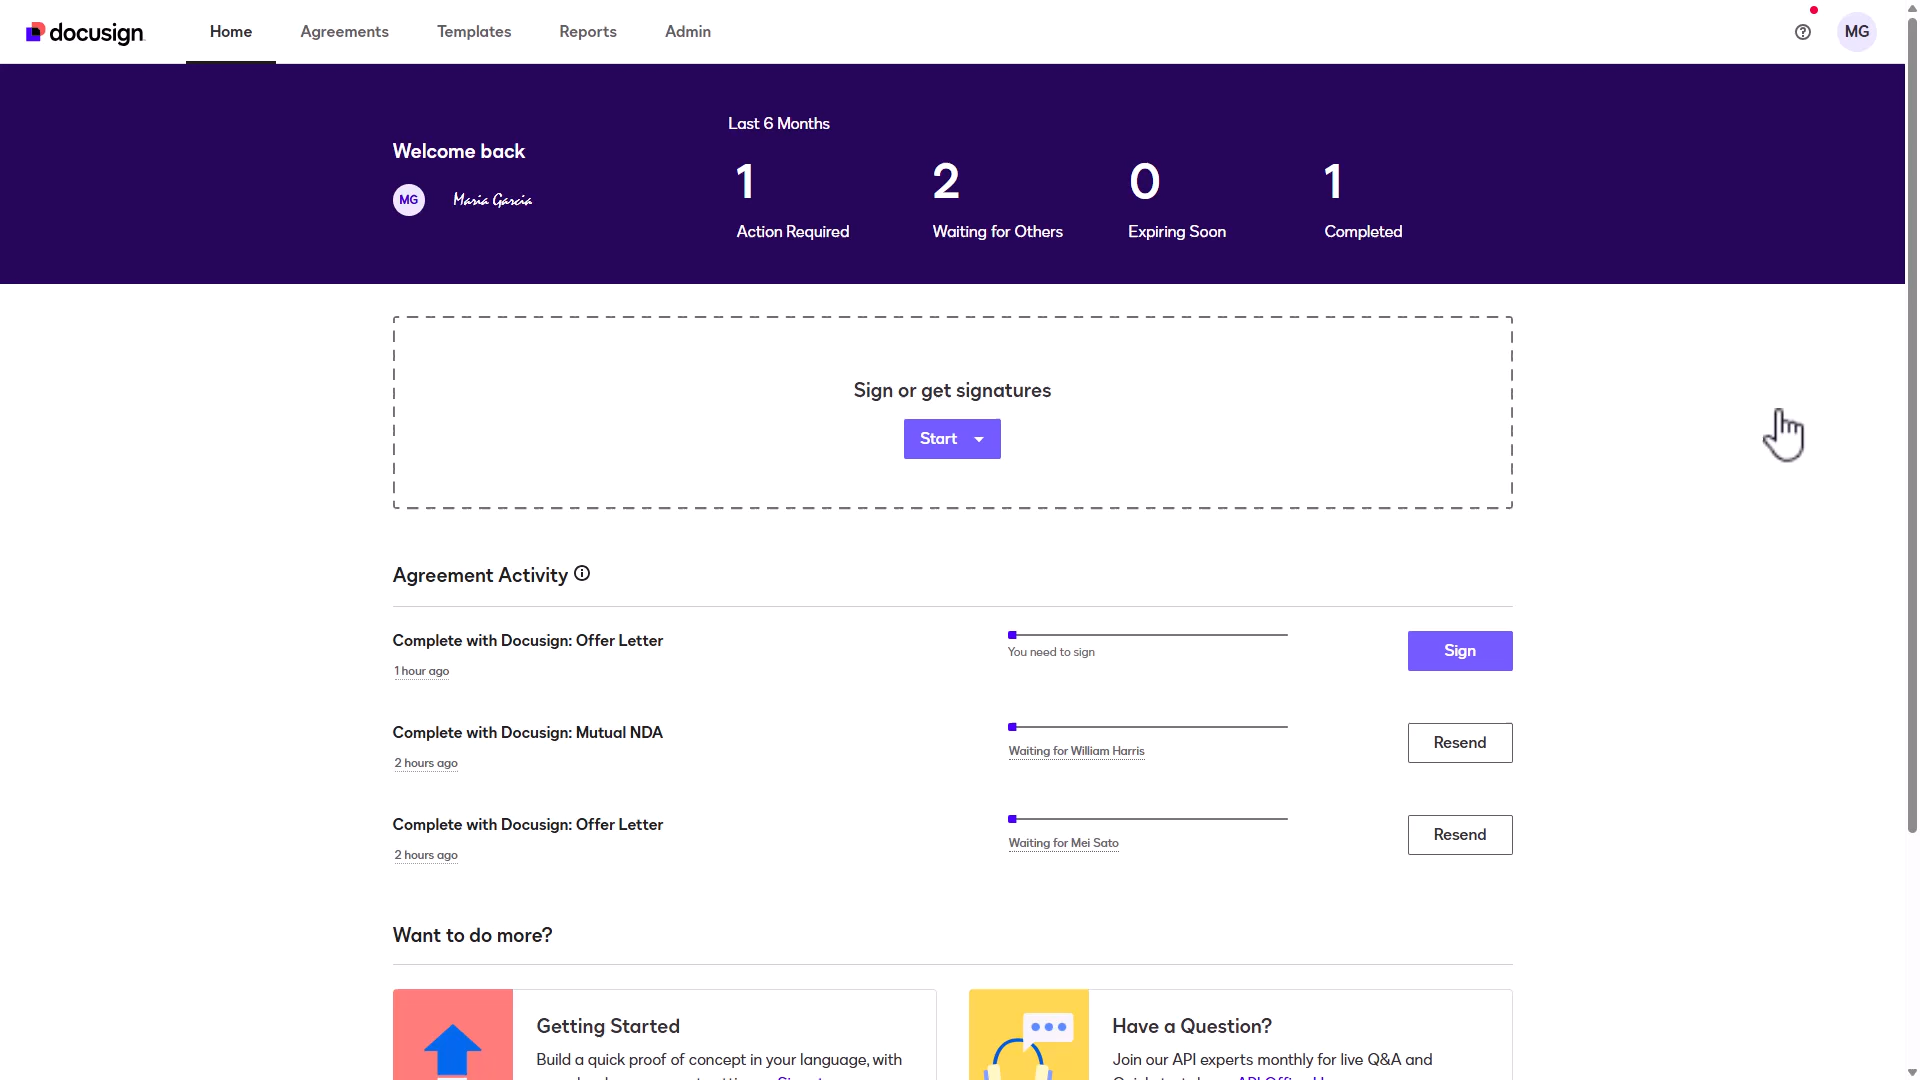 docusign
Home
Agreements
Templates
Reports
Admin
MG
Welcome back
MG
Maria Garcia
Last 6 Months
1
Action Required
2
Waiting for Others
0
Expiring Soon
1
Completed
Sign or get signatures
Start
Agreement Activity
Complete with Docusign: Offer Letter
1 hour ago
You need to sign
Sign
Complete with Docusign: Mutual NDA
2 hours ago
Waiting for William Harris
Resend
Complete with Docusign: Offer Letter
2 hours ago
Waiting for Mei Sato
Resend
Want to do more?
Getting Started
Build a quick proof of concept in your language, with
Have a Question?
Join our API experts monthly for live Q&A and